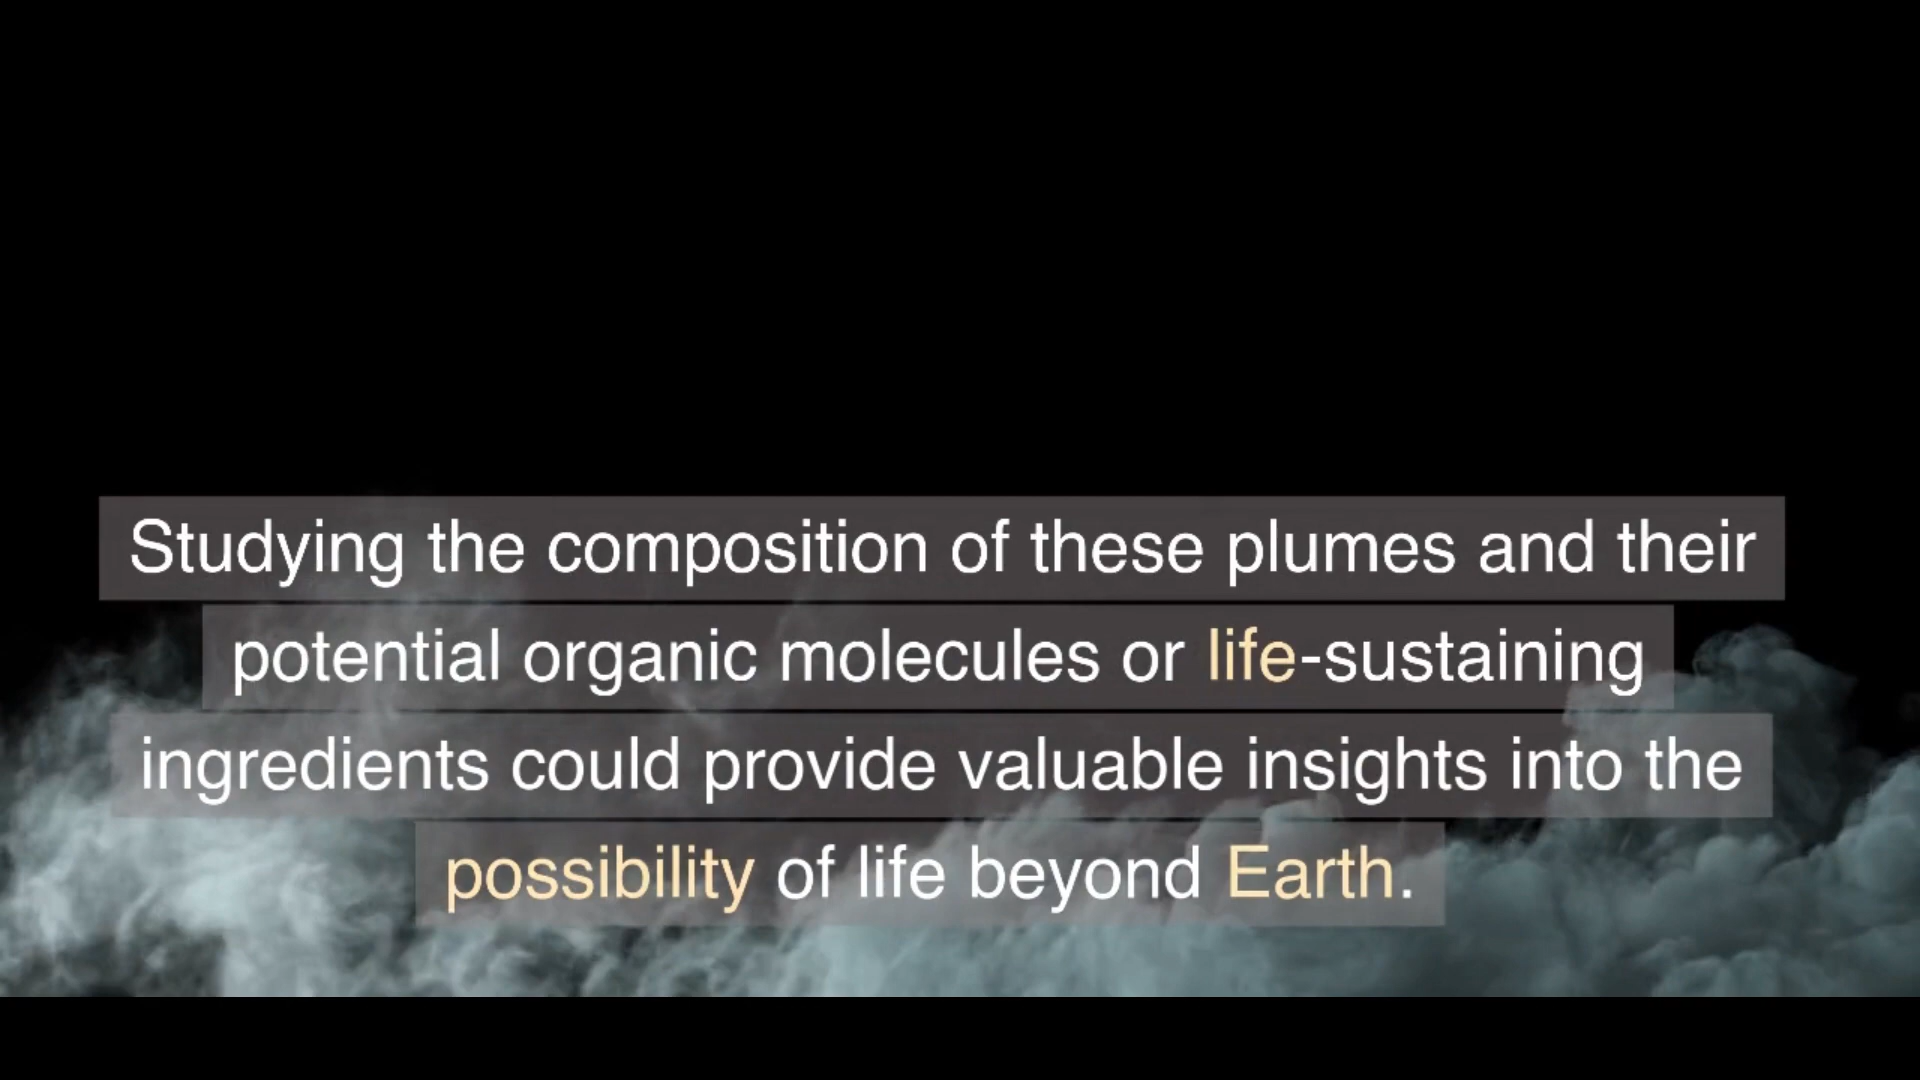 Studying the composition of these plumes and their
potential organic molecules or life-sustaining
ingredients could provide valuable insights into the
possibility of life beyond Earth.